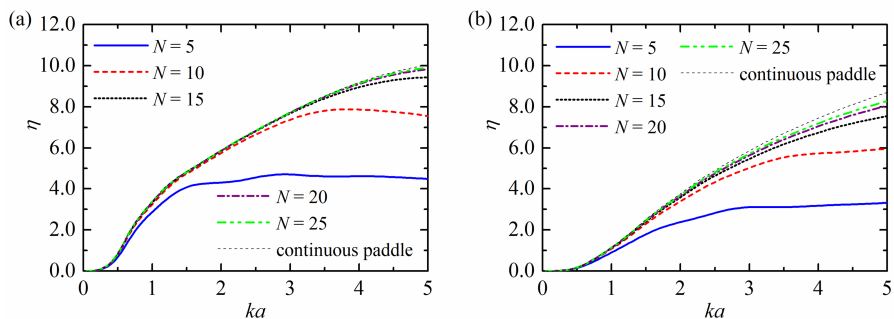 (a)
12.0
10.0
8.0
6.0
4.0
2.0
0.0
η
N = 5
N = 10
N = 15
N = 20
N = 25
continuous paddle
0 1 2 3 4 5
ka
(b)
12.0
10.0
8.0
6.0
4.0
2.0
0.0
η
N = 5
N = 10
N = 15
N = 20
N = 25
continuous paddle
0 1 2 3 4 5
ka